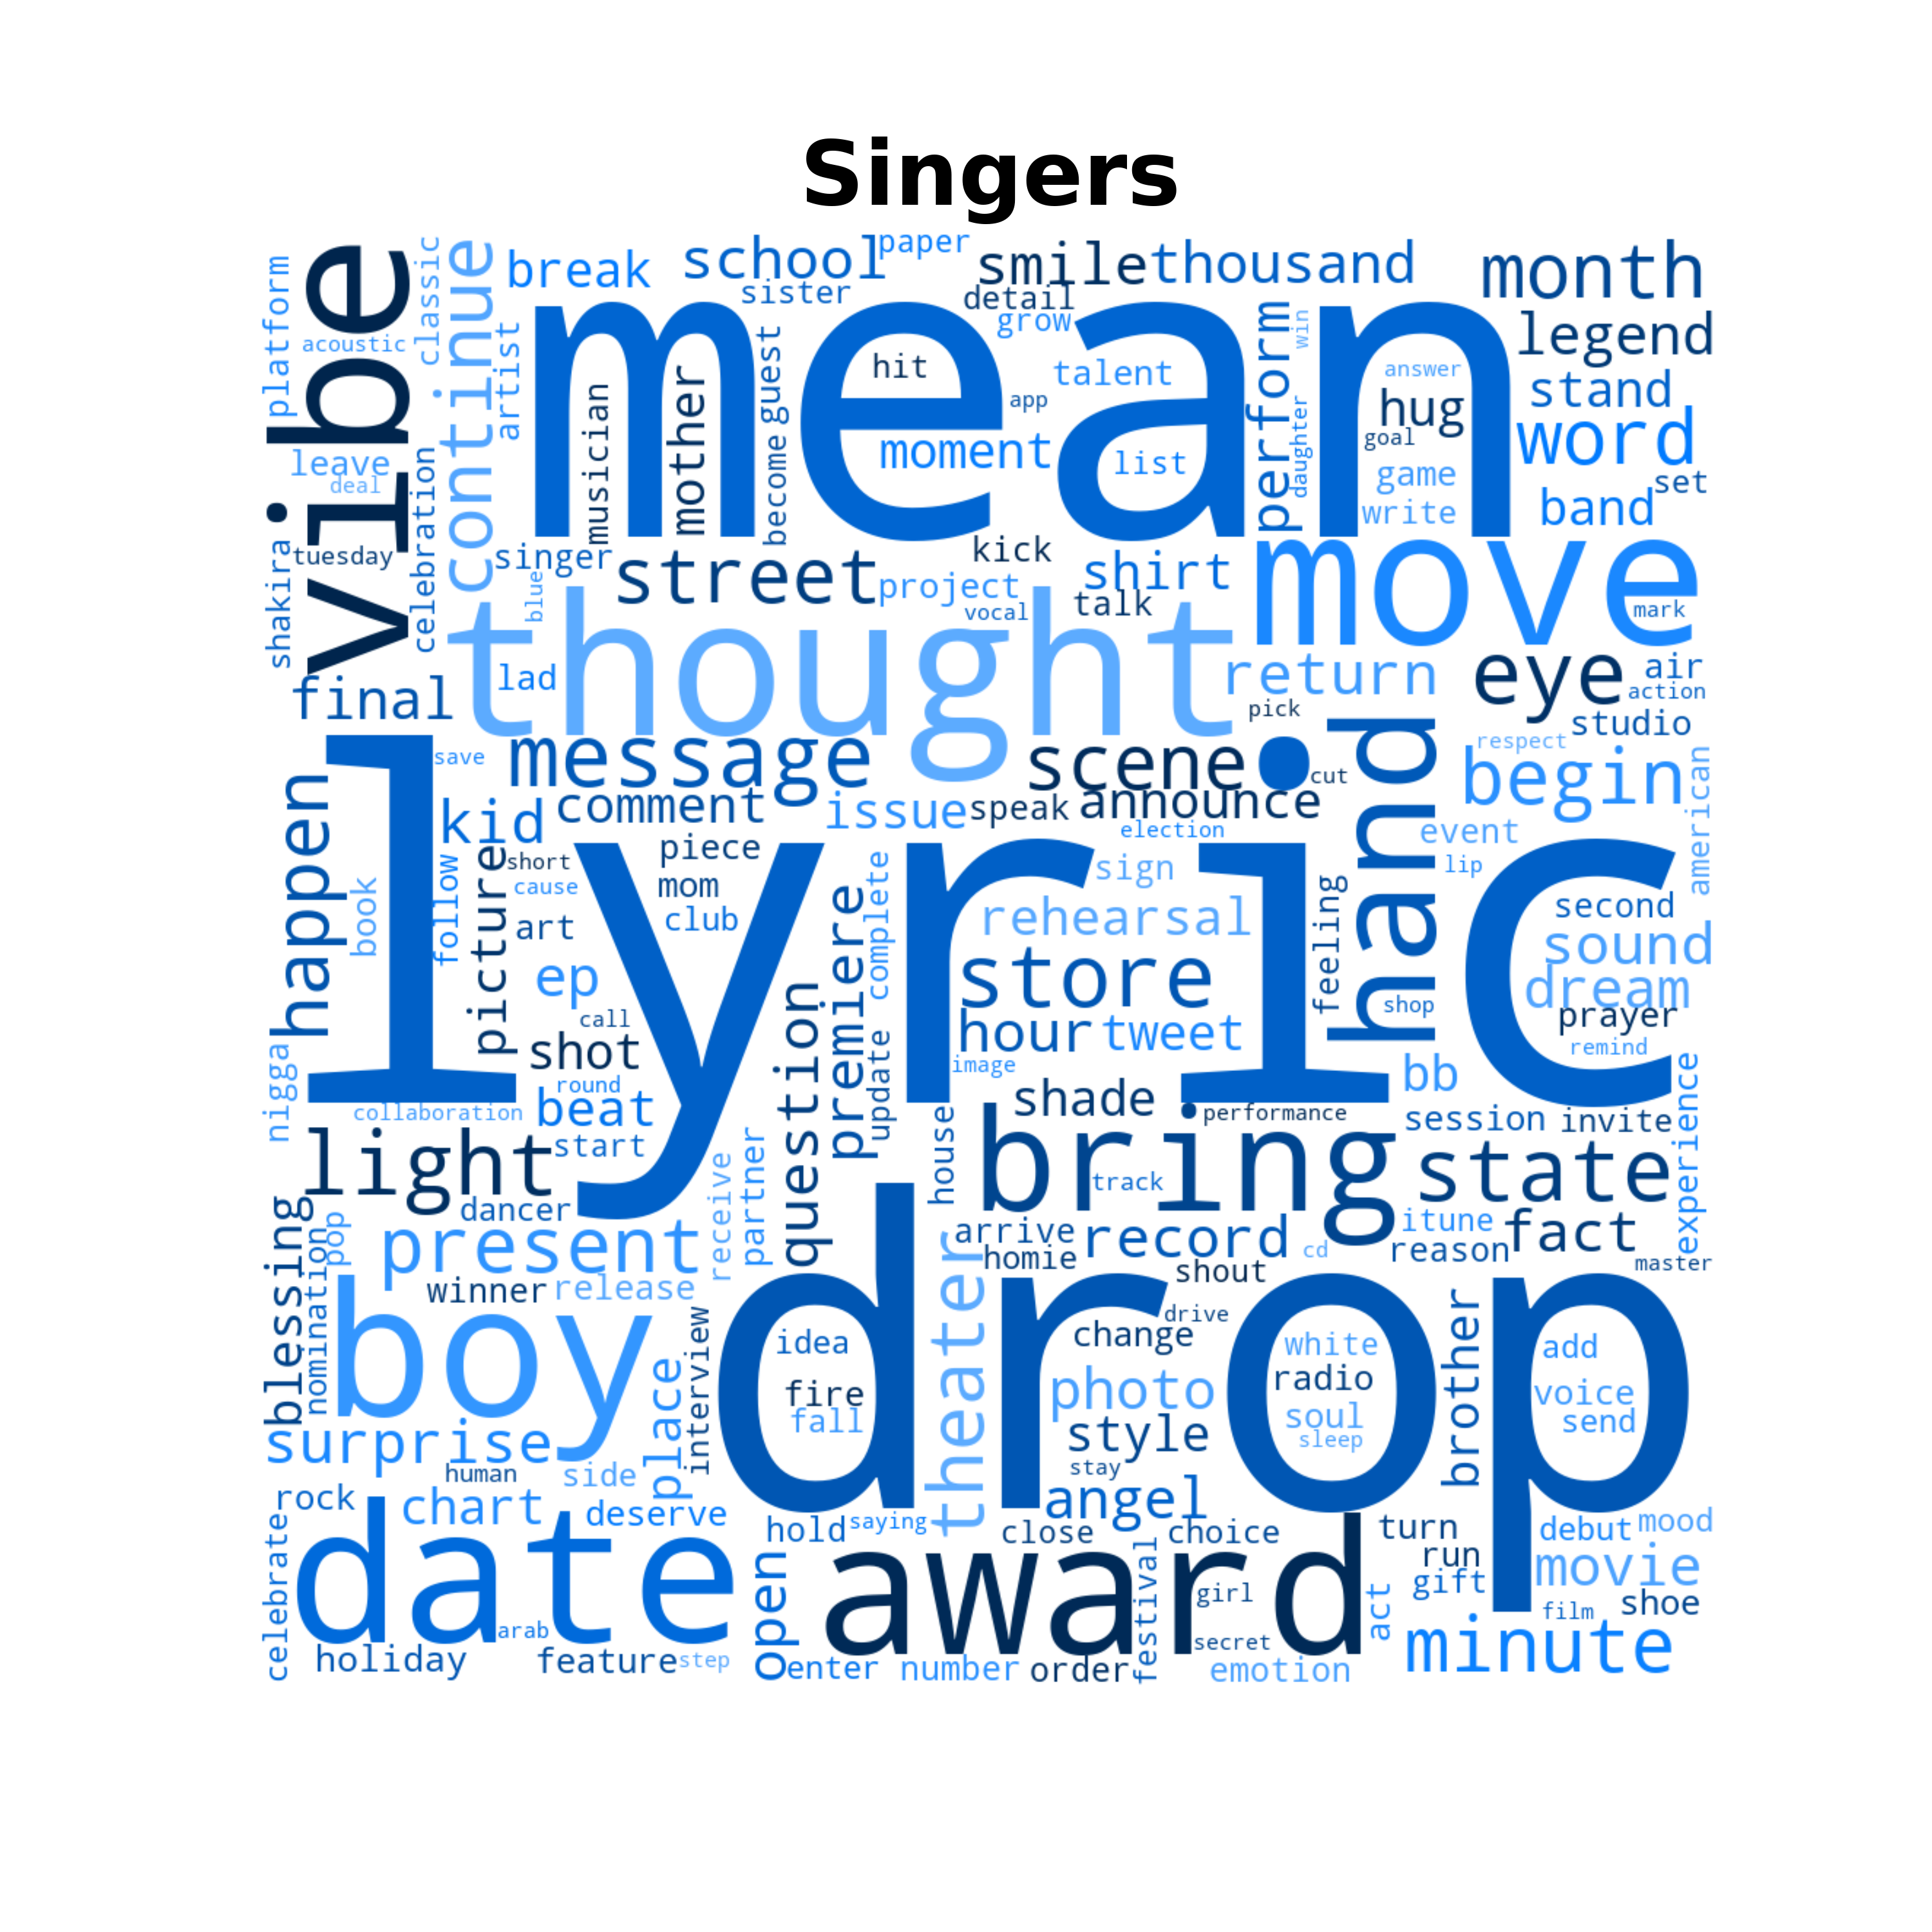 Singers
vibe
platform
acoustic
classic
continue
artist
break
school
paper
sister
smile
thousand
detail
grow
month
legend
mean
musician
mother
guest
become
hit
app
moment
talent
list
perform
win
daughter
answer
hug
goal
game
write
stand
word
set
band
leave
deal
celebration
shakira
tuesday
singer
blue
street
project
kick
vocal
talk
shirt
move
mark
thought
lad
final
return
eye
air
action
pick
studio
save
message
scene
cut
hand
respect
begin
american
happen
kid
comment
issue
speak
announce
election
event
lip
lyric
book
follow
picture
short
cause
art
piece
mom
club
ep
call
shot
round
beat
collaboration
nigga
question
premiere
complete
update
sign
rehearsal
store
hour
tweet
image
feeling
shop
second
sound
dream
prayer
remind
bb
shade
performance
session
invite
experience
light
start
dancer
receive
partner
house
bring
track
state
blessing
nomination
pop
present
arrive
homie
record
cd
itune
reason
fact
master
winner
release
shout
boy
interview
place
drop
idea
fire
fall
theater
drive
change
photo
style
stay
angel
white
radio
soul
sleep
brother
add
voice
send
surprise
human
side
rock
chart
deserve
celebrate
date
arab
holiday
feature
step
hold
saying
open
close
choice
award
festival
girl
secret
act
turn
run
gift
debut
mood
movie
film
shoe
minute
enter
number
order
emotion